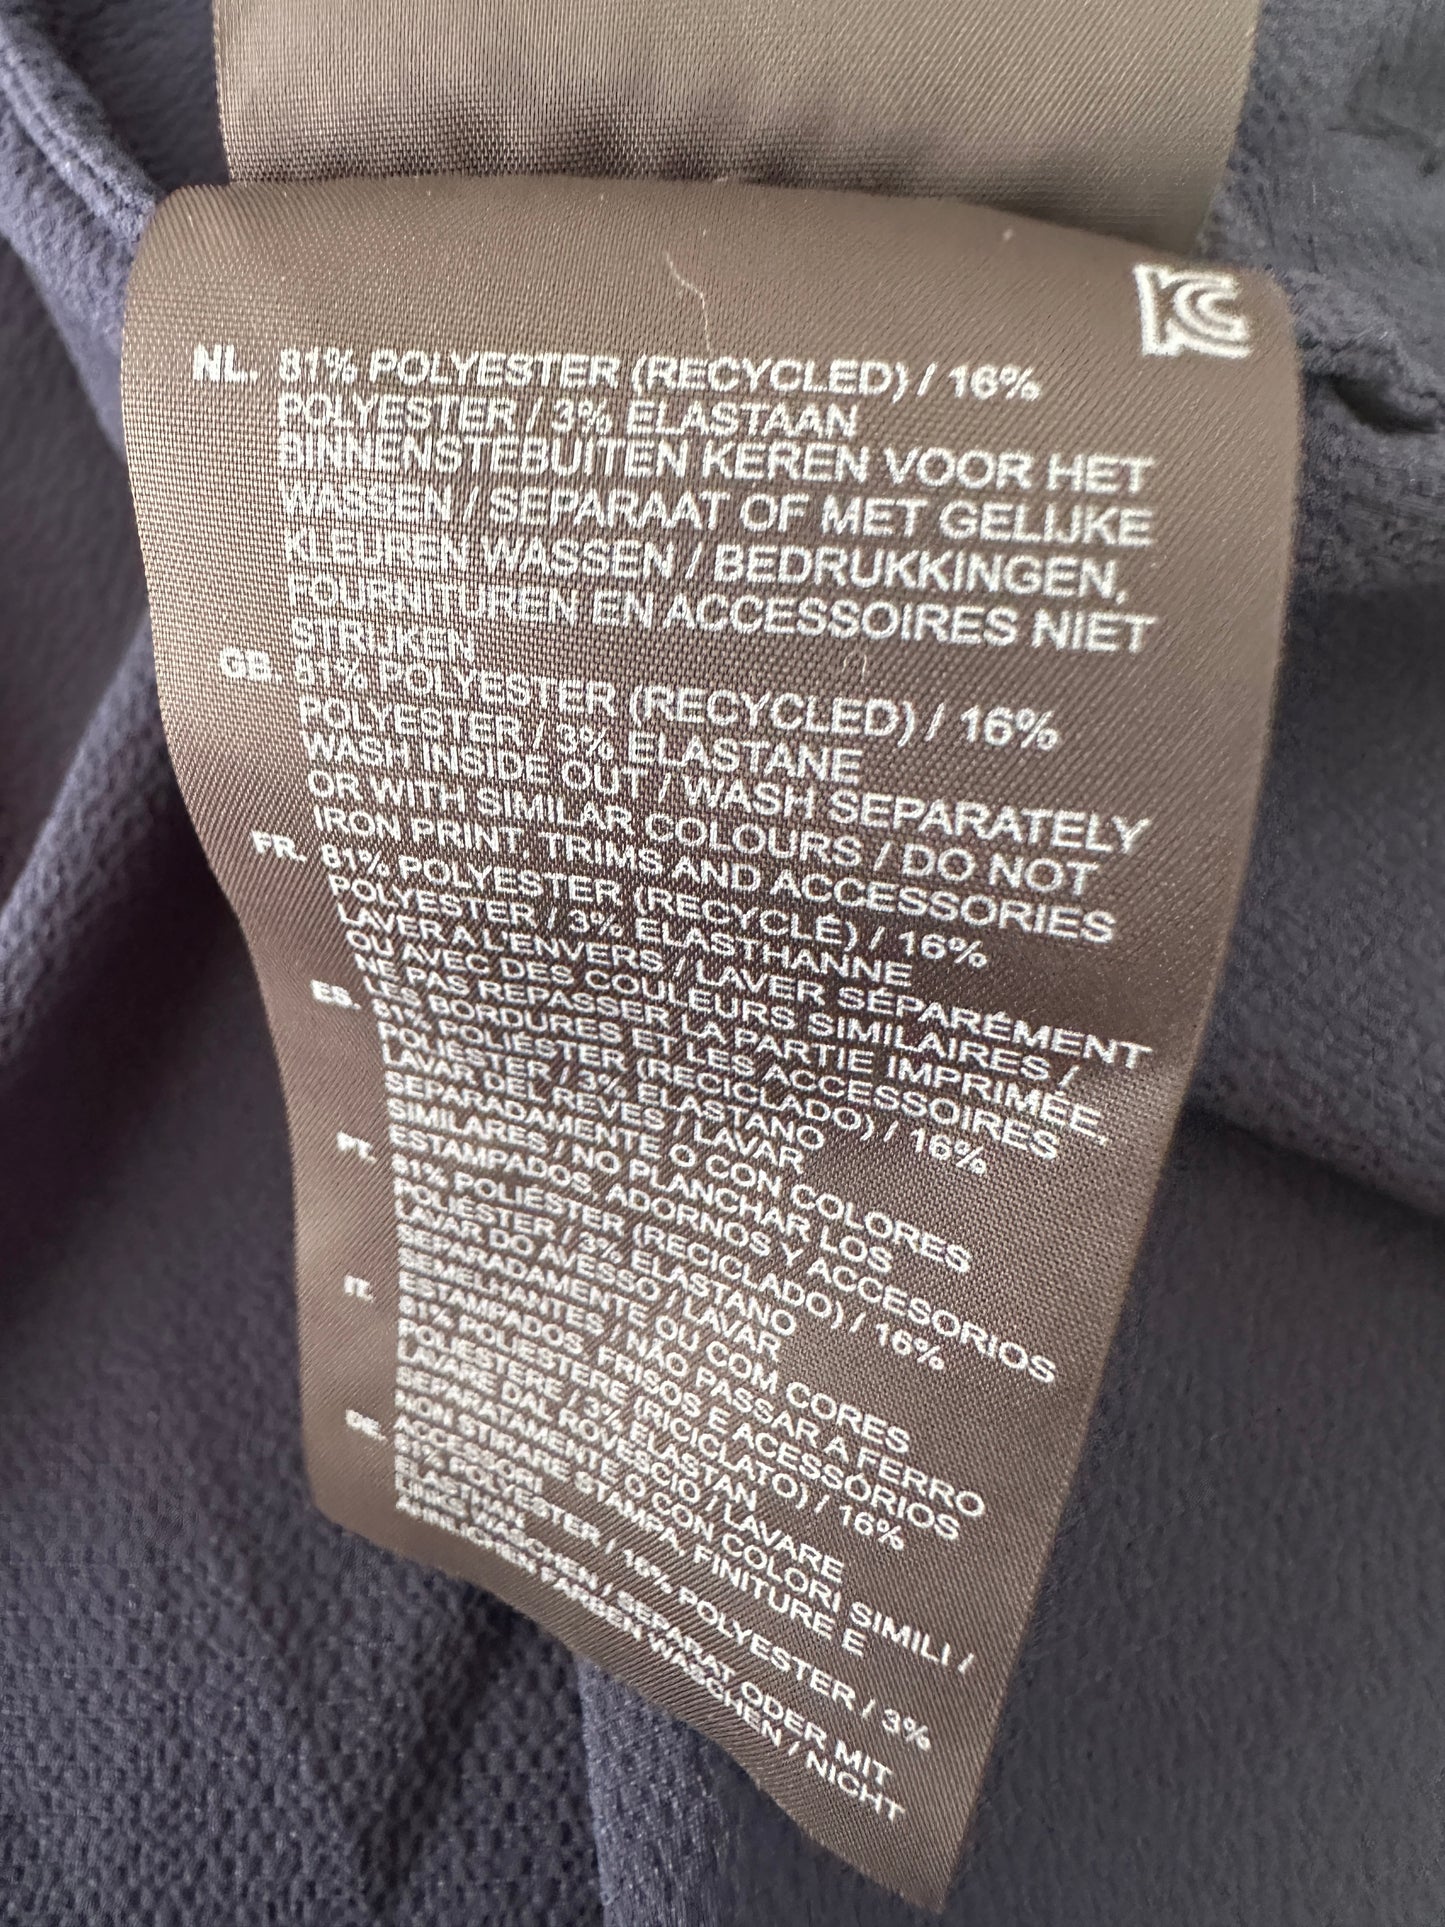 KC
NL. 81% POLYESTER (RECYCLED) / 16%
POLYESTER / 3% ELASTAAN
BINNENSTEBUITEN KEREN VOOR HET
WASSEN / SEPARAAT OF MET GELIJKE
KLEUREN WASSEN / BEDRUKKINGEN,
FOURNITUREN EN ACCESSOIRES NIET
STRIJKEN
GB. 81% POLYESTER (RECYCLED) / 16%
POLYESTER / 3% ELASTANE
WASH INSIDE OUT / WASH SEPARATELY
OR WITH SIMILAR COLOURS / DO NOT
IRON PRINT, TRIMS AND ACCESSORIES
FR. 81% POLYESTER (RECYCLÉ) / 16%
POLYESTER / 3% ELASTHANNE
LAVER A L'ENVERS / LAVER SÉPARÉMENT
OU AVEC DES COULEURS SIMILAIRES /
NE PAS REPASSER LA PARTIE IMPRIMÉE,
LES BORDURES ET LES ACCESSOIRES
ES. 81% POLIÉSTER (RECICLADO) / 16%
POLIÉSTER / 3% ELASTANO
LAVAR DEL REVÉS / LAVAR
SEPARADAMENTE O CON COLORES
SIMILARES / NO PLANCHAR LOS
ESTAMPADOS, ADORNOS Y ACCESORIOS
PT. 81% POLIÉSTER (RECICLADO) / 16%
POLIÉSTER / 3% ELASTANO
LAVAR DO AVESSO / LAVAR
SEPARADAMENTE OU COM CORES
SEMELHANTES / NÃO PASSAR A FERRO
ESTAMPADOS, FRISOS E ACESSÓRIOS
IT. 81% POLIESTERE (RICICLATO) / 16%
POLIESTERE / 3% ELASTAN
LAVARE DAL ROVESCIO / LAVARE
SEPARATAMENTE O CON COLORI SIMILI /
NON STIRARE STAMPA, FINITURE E
ACCESSORI
DE. 81% POLYESTER / 16% POLYESTER / 3%
ELASTHAN
LINKS WASCHEN / SEPARAT ODER MIT
ÄHNLICHEN FARBEN WASCHEN / NICHT